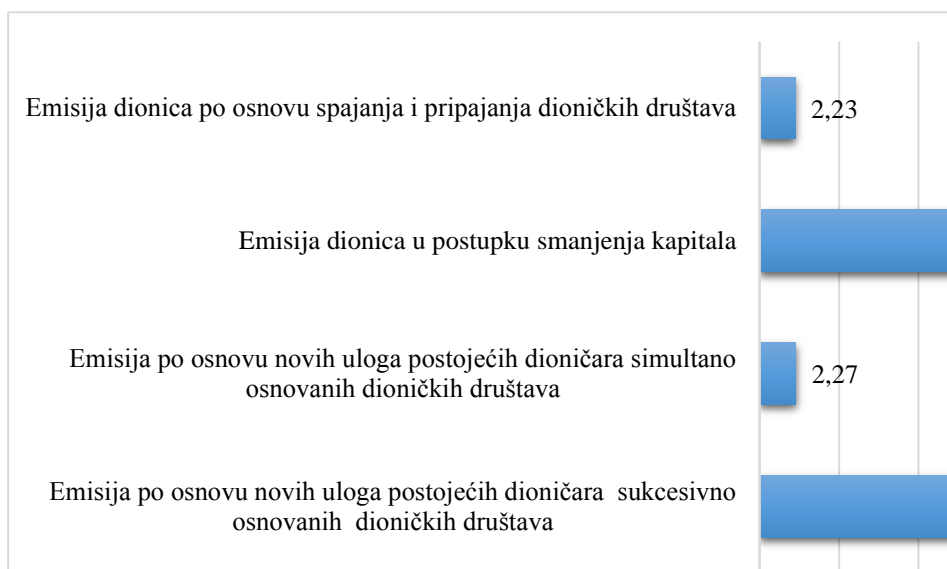 Emisija dionica po osnovu spajanja i pripajanja dioničkih društava
2,23
Emisija dionica u postupku smanjenja kapitala
Emisija po osnovu novih uloga postojećih dioničara simultano
osnovanih dioničkih društava
2,27
Emisija po osnovu novih uloga postojećih dioničara  sukcesivno
osnovanih  dioničkih društava